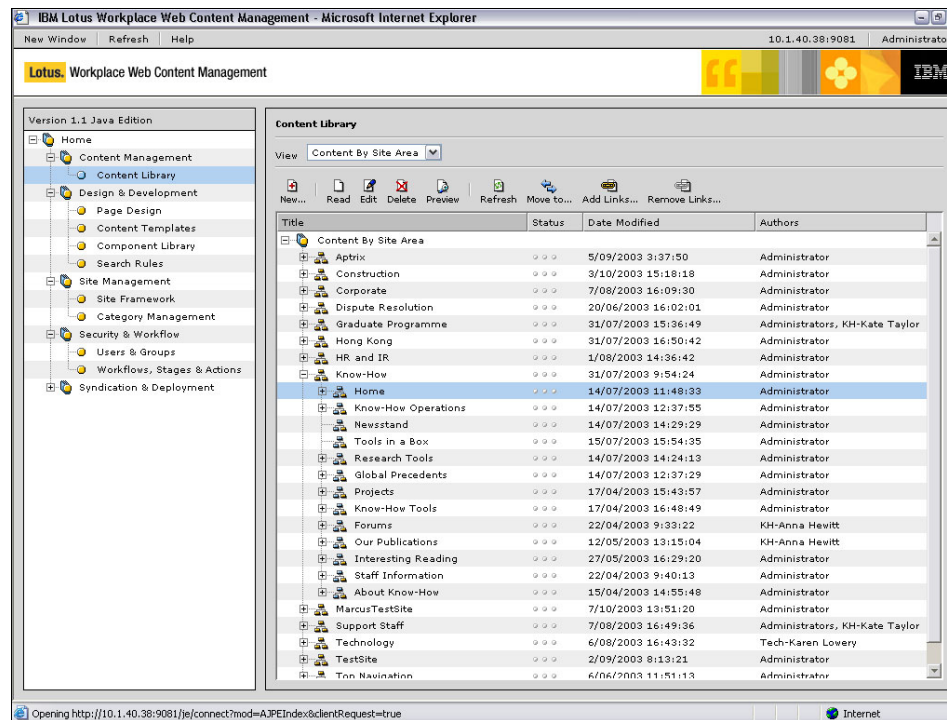 IBM Lotus Workplace Web Content Management - Microsoft Internet Explorer
New Window Refresh Help 10.1.40.38:9081 Administrato
Lotus. Workplace Web Content Management IBM
Version 1.1 Java Edition
Home
Content Management
Content Library
Design & Development
Page Design
Content Templates
Component Library
Search Rules
Site Management
Site Framework
Category Management
Security & Workflow
Users & Groups
Workflows, Stages & Actions
Syndication & Deployment
Content Library
View Content By Site Area
New... Read Edit Delete Preview Refresh Move to... Add Links... Remove Links...
Title Status Date Modified Authors
Content By Site Area
Aptrix 5/09/2003 3:37:50 Administrator
Construction 3/10/2003 15:18:18 Administrator
Corporate 7/08/2003 16:09:30 Administrator
Dispute Resolution 20/06/2003 16:02:01 Administrator
Graduate Programme 31/07/2003 15:36:49 Administrators, KH-Kate Taylor
Hong Kong 31/07/2003 16:50:42 Administrator
HR and IR 1/08/2003 14:36:42 Administrator
Know-How 31/07/2003 9:54:24 Administrator
Home 14/07/2003 11:48:33 Administrator
Know-How Operations 14/07/2003 12:37:55 Administrator
Newsstand 14/07/2003 14:29:29 Administrator
Tools in a Box 15/07/2003 15:54:35 Administrator
Research Tools 14/07/2003 14:24:13 Administrator
Global Precedents 14/07/2003 12:37:29 Administrator
Projects 17/04/2003 15:43:57 Administrator
Know-How Tools 17/04/2003 16:48:49 Administrator
Forums 22/04/2003 9:33:22 KH-Anna Hewitt
Our Publications 12/05/2003 13:15:04 KH-Anna Hewitt
Interesting Reading 27/05/2003 16:29:20 Administrator
Staff Information 22/04/2003 9:40:13 Administrator
About Know-How 15/04/2003 14:55:48 Administrator
MarcusTestSite 7/10/2003 13:51:20 Administrator
Support Staff 7/08/2003 16:49:36 Administrators, KH-Kate Taylor
Technology 6/08/2003 16:43:32 Tech-Karen Lowery
TestSite 2/09/2003 8:13:21 Administrator
Top Navigation 6/06/2003 11:51:13 Administrator
Opening http://10.1.40.38:9081/je/connect?mod=AJPEIndex&clientRequest=true Internet